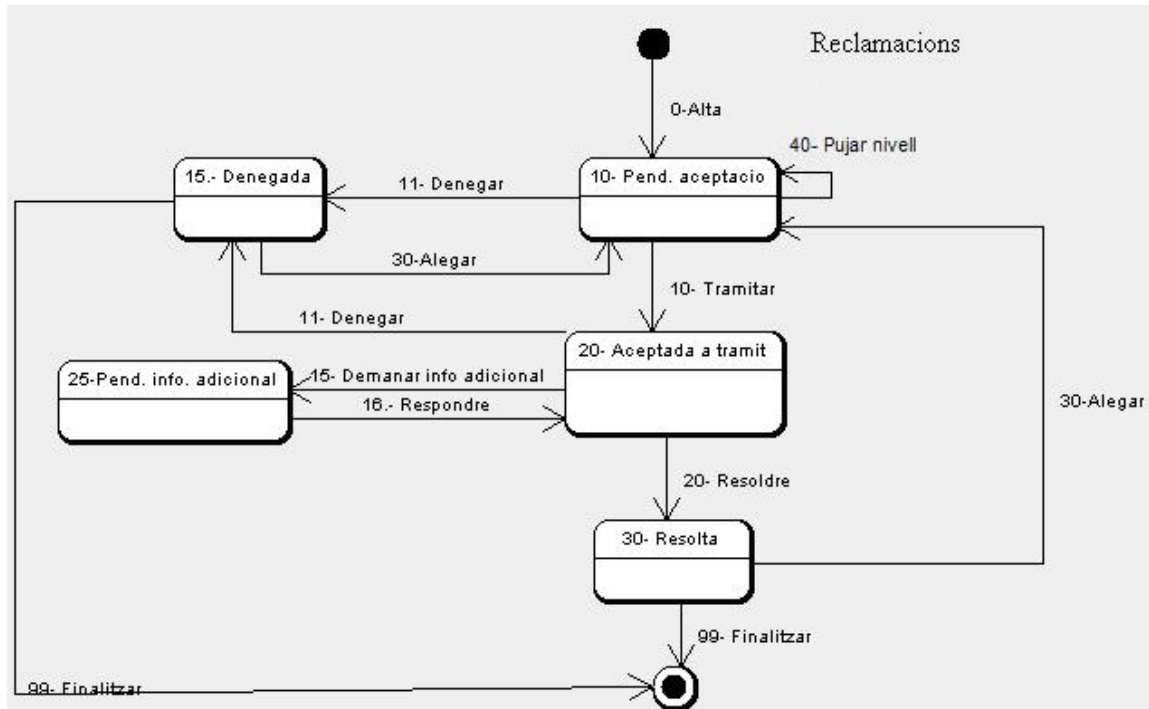 Reclamacions
0-Alta
40- Pujar nivell
15.- Denegada
11- Denegar
10- Pend. aceptacio
30-Alegar
10- Tramitar
11- Denegar
20- Aceptada a tramit
25-Pend. info. adicional
15- Demanar info adicional
16.- Respondre
30-Alegar
20- Resoldre
30- Resolta
99- Finalitzar
99- Finalitzar